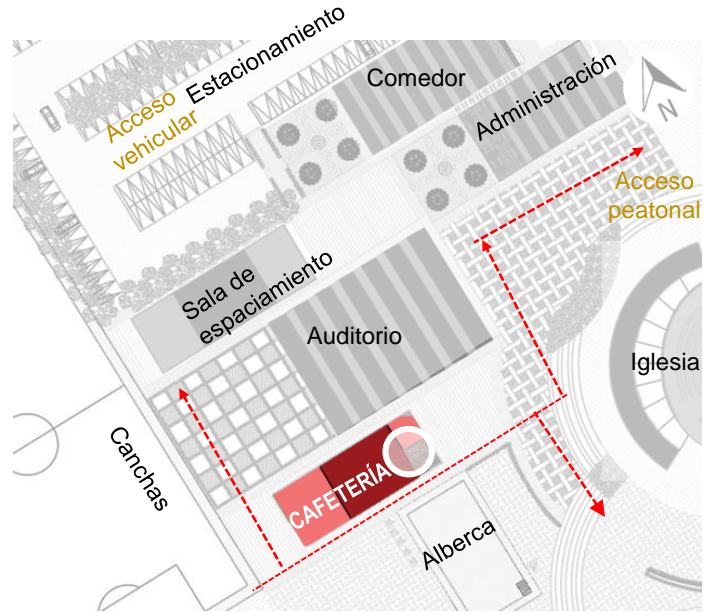 Estacionamiento
Acceso
vehicular
Comedor
Administración
N
Acceso
peatonal
Sala de
espaciamiento
Auditorio
Iglesia
Canchas
CAFETERÍA
Alberca